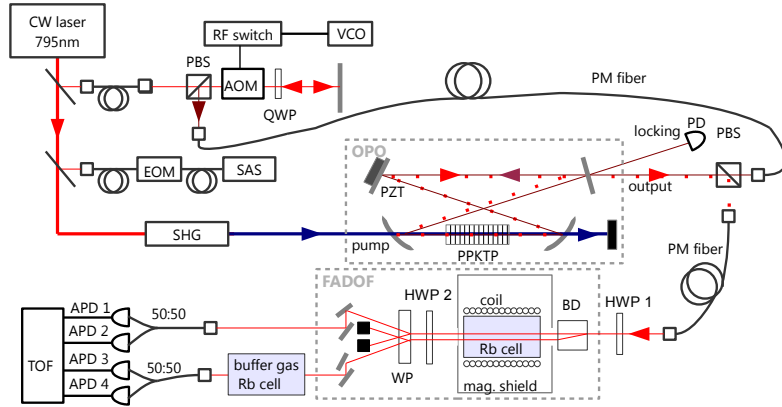 CW laser
795nm
RF switch
VCO
PBS
AOM
QWP
PM fiber
PD
PBS
locking
OPO
EOM
SAS
PZT
output
SHG
pump
PPKTP
PM fiber
FADOF
HWP 2
coil
BD
HWP 1
APD 1
50:50
APD 2
TOF
APD 3
50:50
APD 4
buffer gas
Rb cell
WP
Rb cell
mag. shield